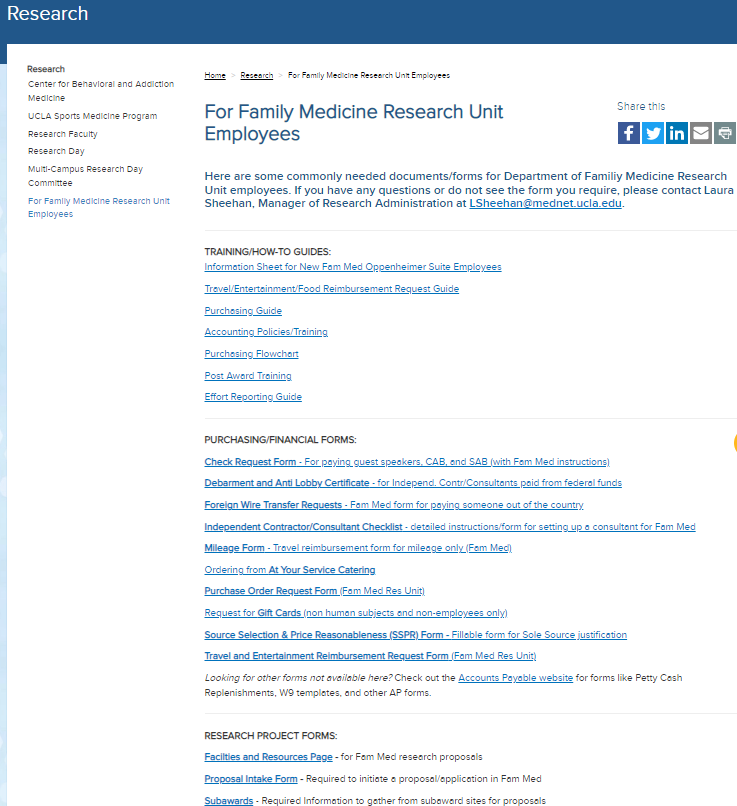 Research
Research
Center for Behavioral and Addiction
Medicine
UCLA Sports Medicine Program
Research Faculty
Research Day
Multi-Campus Research Day
Committee
For Family Medicine Research Unit
Employees
Home > Research > For Family Medicine Research Unit Employees
For Family Medicine Research Unit
Employees
Share this
Here are some commonly needed documents/forms for Department of Familiy Medicine Research
Unit employees. If you have any questions or do not see the form you require, please contact Laura
Sheehan, Manager of Research Administration at LSheehan@mednet.ucla.edu.
TRAINING/HOW-TO GUIDES:
Information Sheet for New Fam Med Oppenheimer Suite Employees
Travel/Entertainment/Food Reimbursement Request Guide
Purchasing Guide
Accounting Policies/Training
Purchasing Flowchart
Post Award Training
Effort Reporting Guide
PURCHASING/FINANCIAL FORMS:
Check Request Form - For paying guest speakers, CAB, and SAB (with Fam Med instructions)
Debarment and Anti Lobby Certificate - for Independ. Contr/Consultants paid from federal funds
Foreign Wire Transfer Requests - Fam Med form for paying someone out of the country
Independent Contractor/Consultant Checklist - detailed instructions/form for setting up a consultant for Fam Med
Mileage Form - Travel reimbursement form for mileage only (Fam Med)
Ordering from At Your Service Catering
Purchase Order Request Form (Fam Med Res Unit)
Request for Gift Cards (non human subjects and non-employees only)
Source Selection & Price Reasonableness (SSPR) Form - Fillable form for Sole Source justification
Travel and Entertainment Reimbursement Request Form (Fam Med Res Unit)
Looking for other forms not available here? Check out the Accounts Payable website for forms like Petty Cash
Replenishments, W9 templates, and other AP forms.
RESEARCH PROJECT FORMS:
Facilties and Resources Page - for Fam Med research proposals
Proposal Intake Form - Required to initiate a proposal/application in Fam Med
Subawards - Required Information to gather from subaward sites for proposals